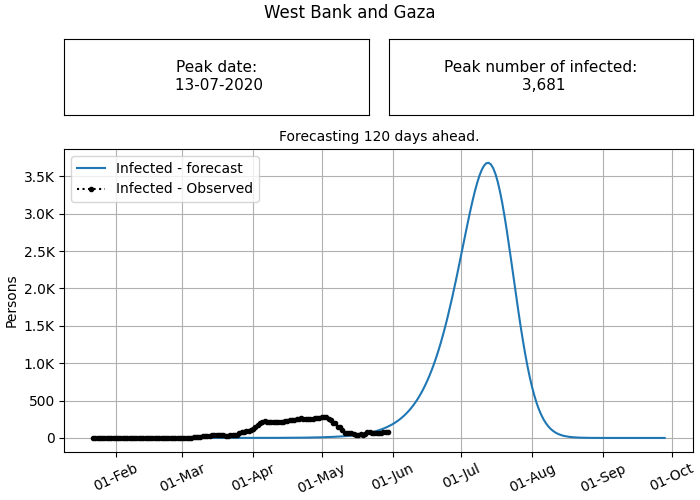 West Bank and Gaza
Peak date:
13-07-2020
Peak number of infected:
3,681
Forecasting 120 days ahead.
Infected - forecast
Infected - Observed
3.5K
3.0K
2.5K
2.0K
1.5K
1.0K
500
0
Persons
01-Feb
01-Mar
01-Apr
01-May
01-Jun
01-Jul
01-Aug
01-Sep
01-Oct